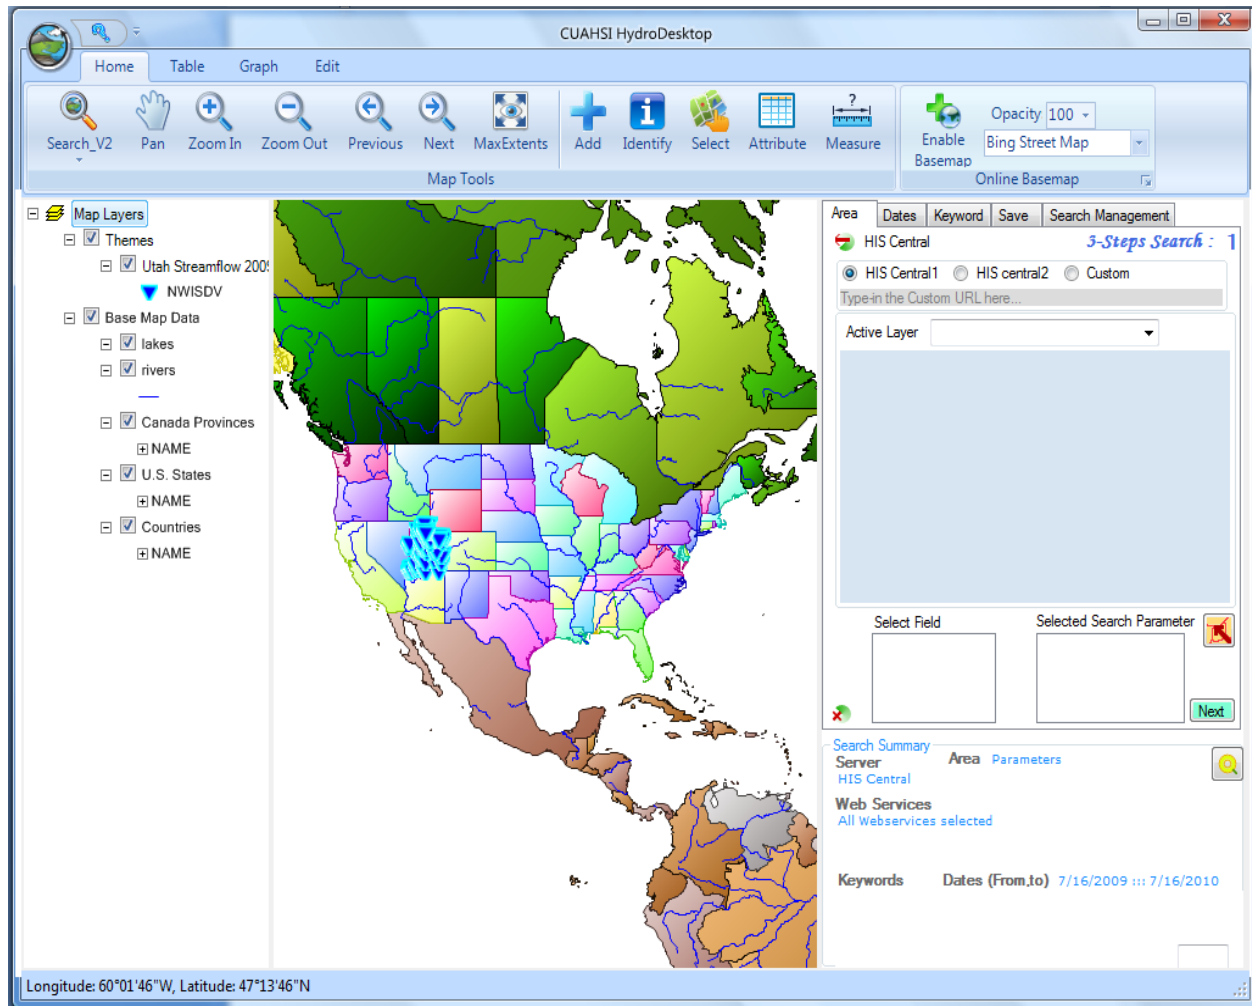 CUAHSI HydroDesktop
Home Table Graph Edit
Search_V2 Pan Zoom In Zoom Out Previous Next MaxExtents Add Identify Select Attribute Measure
Map Tools
Enable Basemap
Opacity 100
Bing Street Map
Online Basemap
Map Layers
Themes
Utah Streamflow 200
NWISDV
Base Map Data
lakes
rivers
Canada Provinces
NAME
U.S. States
NAME
Countries
NAME
Area Dates Keyword Save Search Management
HIS Central 3-Steps Search : 1
HIS Central1 HIS central2 Custom
Type-in the Custom URL here...
Active Layer
Select Field Selected Search Parameter
Next
Search Summary
Server Area Parameters
HIS Central
Web Services
All Webservices selected
Keywords Dates (From,to) 7/16/2009 ::: 7/16/2010
Longitude: 60°01'46"W, Latitude: 47°13'46"N